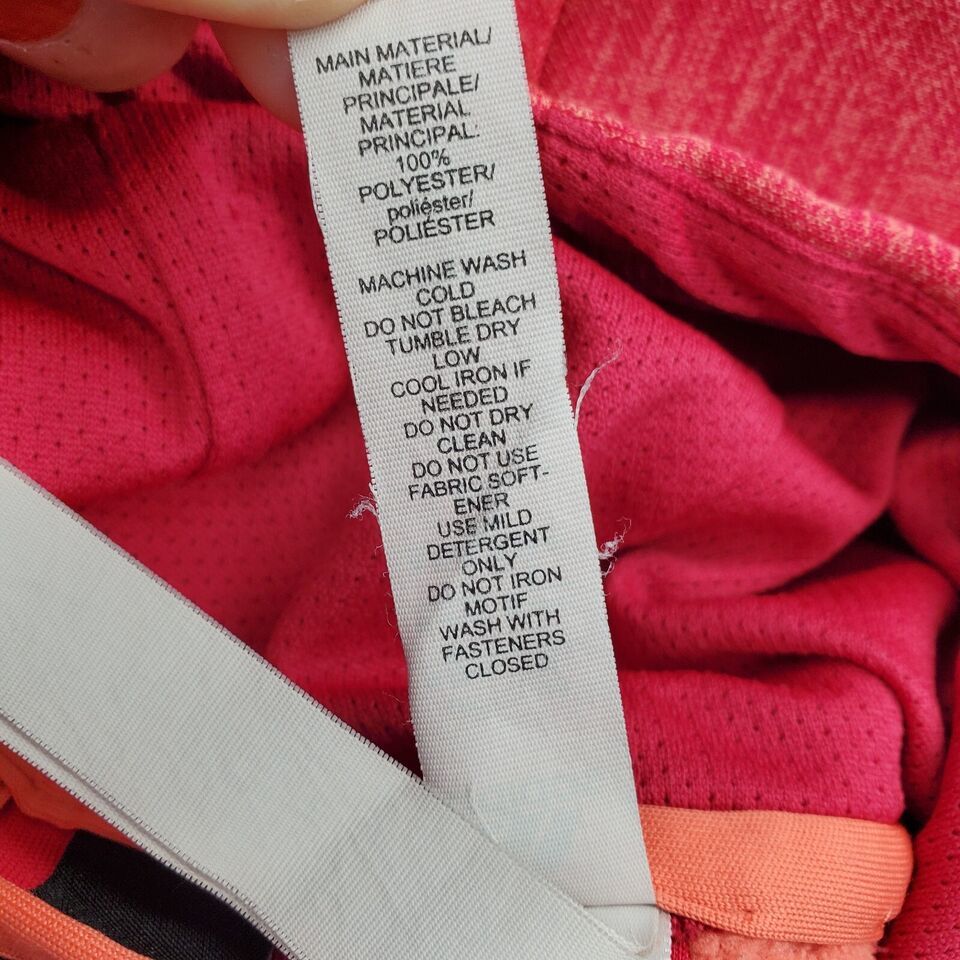 MAIN MATERIAL/
MATIERE
PRINCIPALE/
MATERIAL
PRINCIPAL:
100%
POLYESTER/
poliéster/
POLIÉSTER
MACHINE WASH
COLD
DO NOT BLEACH
TUMBLE DRY
LOW
COOL IRON IF
NEEDED
DO NOT DRY
CLEAN
DO NOT USE
FABRIC SOFT-
ENER
USE MILD
DETERGENT
ONLY
DO NOT IRON
MOTIF
WASH WITH
FASTENERS
CLOSED